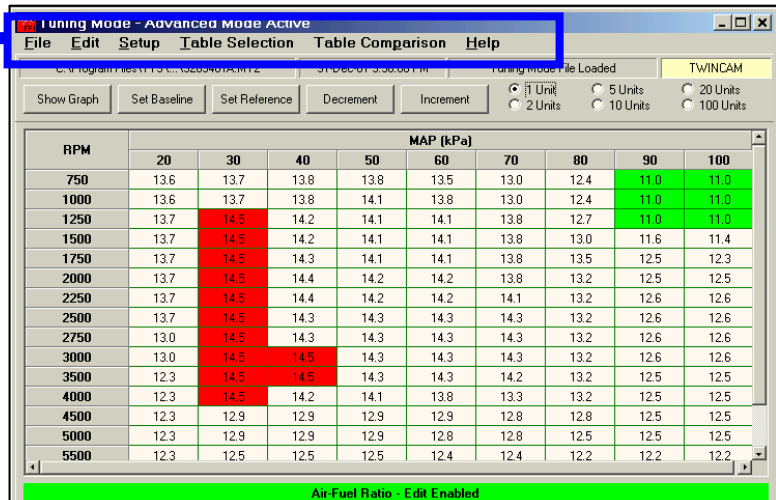 Tuning Mode - Advanced Mode Active
File Edit Setup Table Selection Table Comparison Help
Tuning Mode File Loaded TWINCAM
Show Graph Set Baseline Set Reference Decrement Increment 1 Unit 5 Units 20 Units
2 Units 10 Units 100 Units
RPM MAP (kPa)
20 30 40 50 60 70 80 90 100
750 13.6 13.7 13.8 13.8 13.5 13.0 12.4 11.0 11.0
1000 13.6 13.7 13.8 14.1 13.8 13.0 12.4 11.0 11.0
1250 13.7 14.5 14.2 14.1 14.1 13.8 12.7 11.0 11.0
1500 13.7 14.5 14.2 14.1 14.1 13.8 13.0 11.6 11.4
1750 13.7 14.5 14.3 14.1 14.1 13.8 13.5 12.5 12.3
2000 13.7 14.5 14.4 14.2 14.2 13.8 13.2 12.5 12.5
2250 13.7 14.5 14.4 14.2 14.2 14.1 13.2 12.6 12.6
2500 13.7 14.5 14.3 14.3 14.3 14.3 13.2 12.6 12.6
2750 13.0 14.5 14.3 14.3 14.3 14.3 13.2 12.6 12.6
3000 13.0 14.5 14.5 14.3 14.3 14.3 13.2 12.6 12.6
3500 12.3 14.5 14.5 14.3 14.3 14.2 13.2 12.5 12.5
4000 12.3 14.5 14.2 14.1 13.8 13.3 13.2 12.5 12.5
4500 12.3 12.9 12.9 12.9 12.9 12.8 12.8 12.5 12.5
5000 12.3 12.9 12.9 12.9 12.8 12.8 12.5 12.5 12.5
5500 12.3 12.5 12.5 12.5 12.4 12.4 12.2 12.2 12.2
Air-Fuel Ratio - Edit Enabled